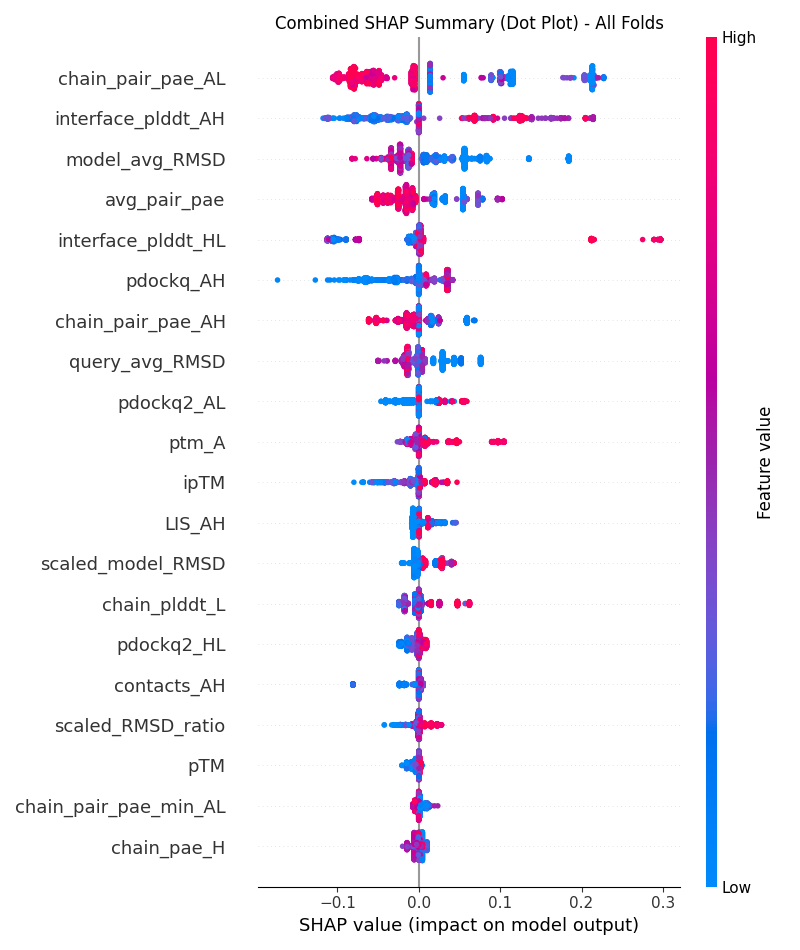 Combined SHAP Summary (Dot Plot) - All Folds
High
chain_pair_pae_AL
interface_plddt_AH
model_avg_RMSD
avg_pair_pae
interface_plddt_HL
pdockq_AH
chain_pair_pae_AH
query_avg_RMSD
pdockq2_AL
ptm_A
ipTM
LIS_AH
scaled_model_RMSD
chain_plddt_L
pdockq2_HL
contacts_AH
scaled_RMSD_ratio
pTM
chain_pair_pae_min_AL
chain_pae_H
Feature value
Low
−0.1 0.0 0.1 0.2 0.3
SHAP value (impact on model output)